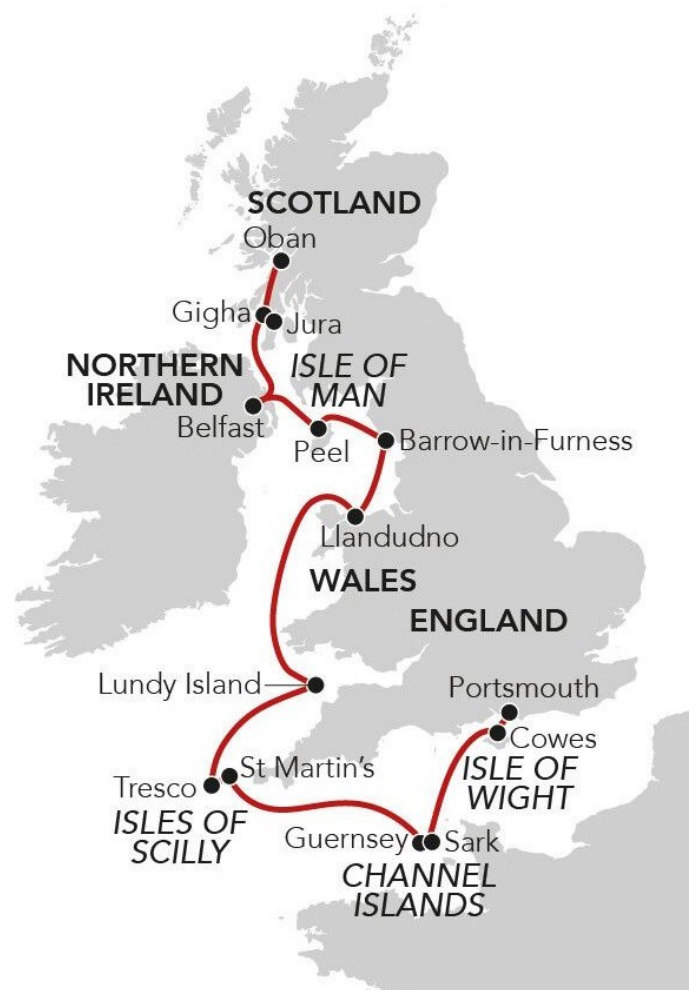 SCOTLAND
Oban
Gigha
Jura
NORTHERN
IRELAND
ISLE OF
MAN
Belfast
Peel
Barrow-in-Furness
Llandudno
WALES
ENGLAND
Lundy Island
Portsmouth
Cowes
ISLE OF
WIGHT
St Martin's
Tresco
ISLES OF
SCILLY
Guernsey
Sark
CHANNEL
ISLANDS